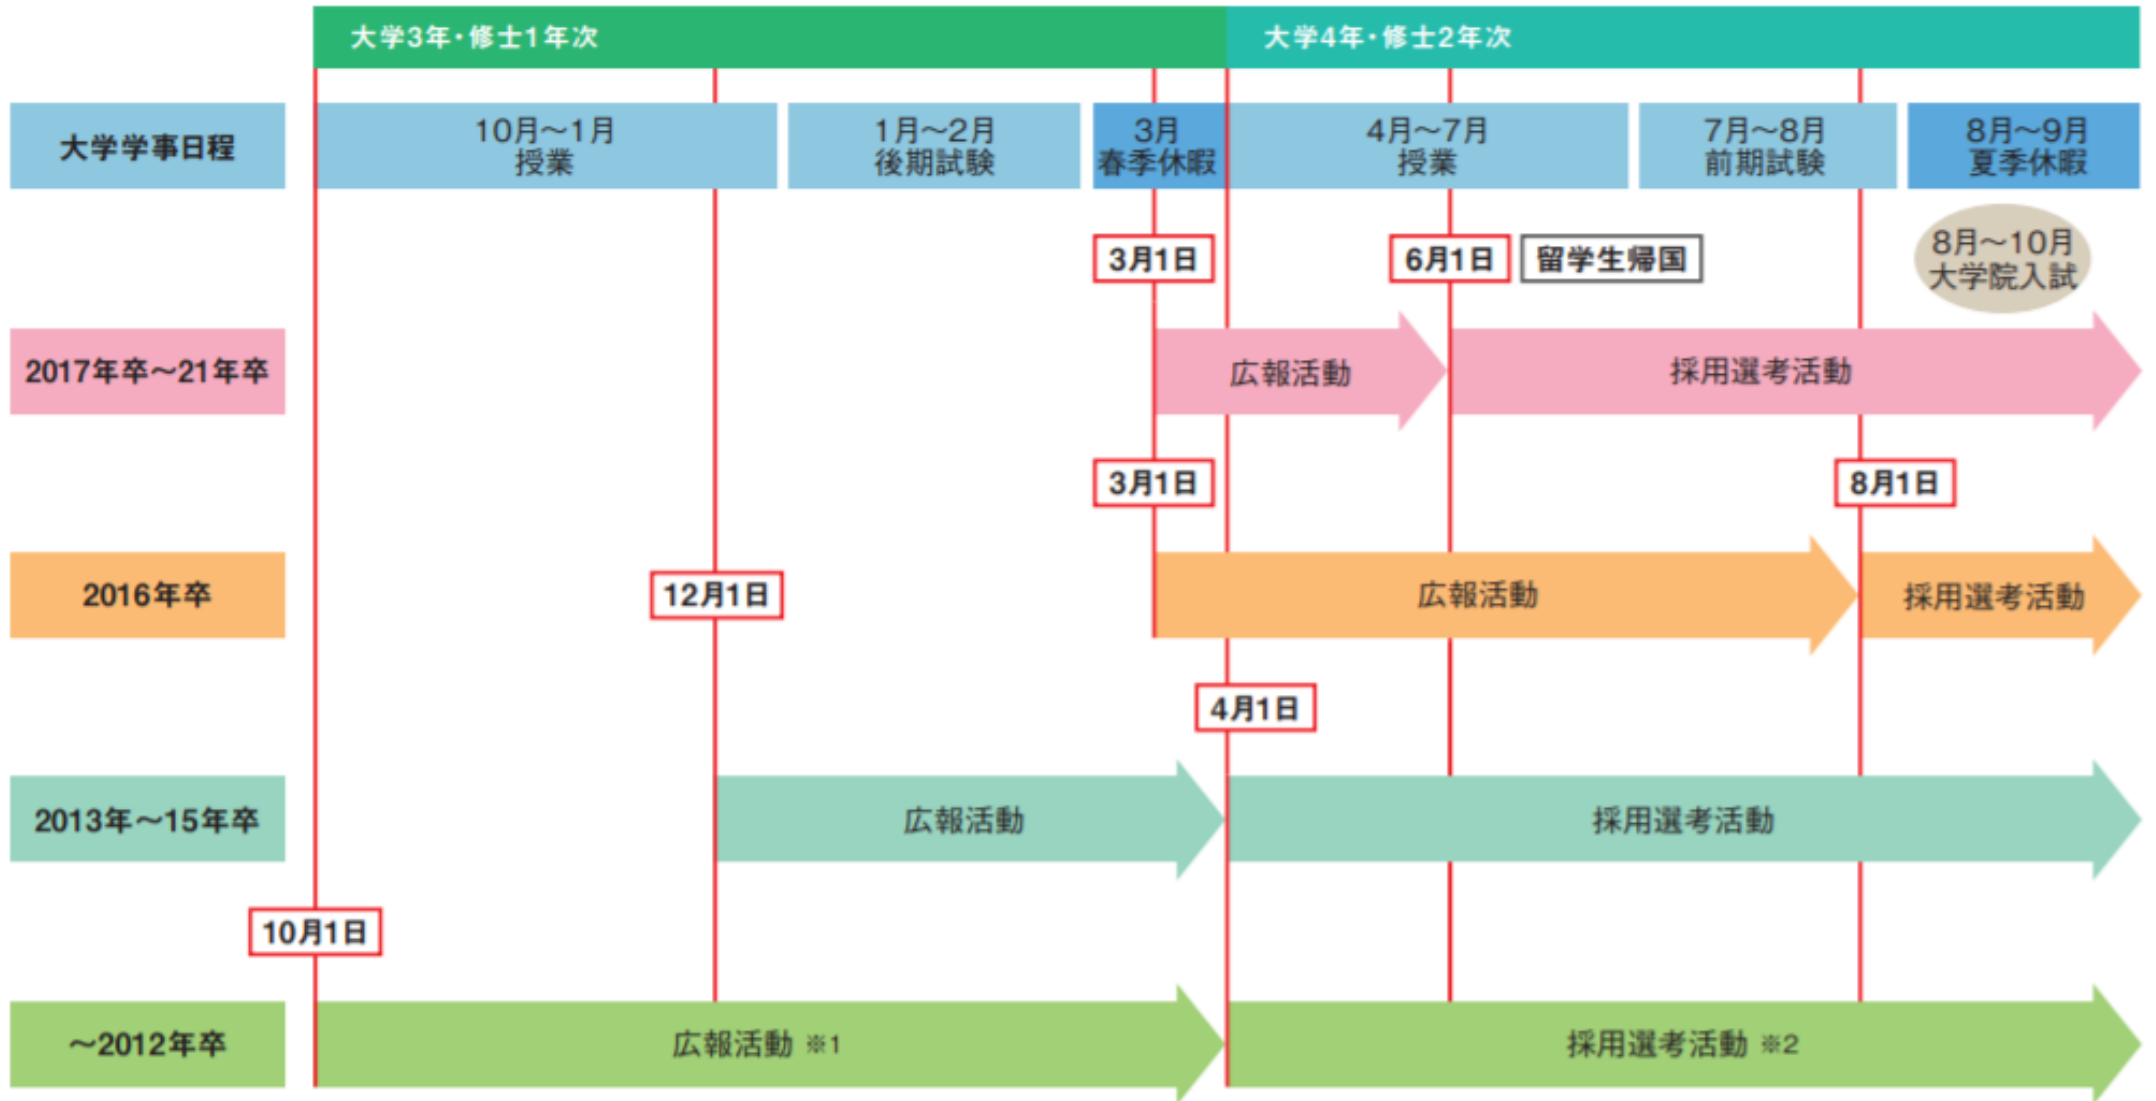 大学3年・修士1年次
大学4年・修士2年次
大学学事日程
10月～1月
授業
1月～2月
後期試験
3月
春季休暇
4月～7月
授業
7月～8月
前期試験
8月～9月
夏季休暇
3月1日
6月1日
留学生帰国
8月～10月
大学院入試
2017年卒～21年卒
広報活動
採用選考活動
3月1日
8月1日
2016年卒
12月1日
広報活動
採用選考活動
4月1日
2013年～15年卒
広報活動
採用選考活動
10月1日
～2012年卒
広報活動 ※1
採用選考活動 ※2